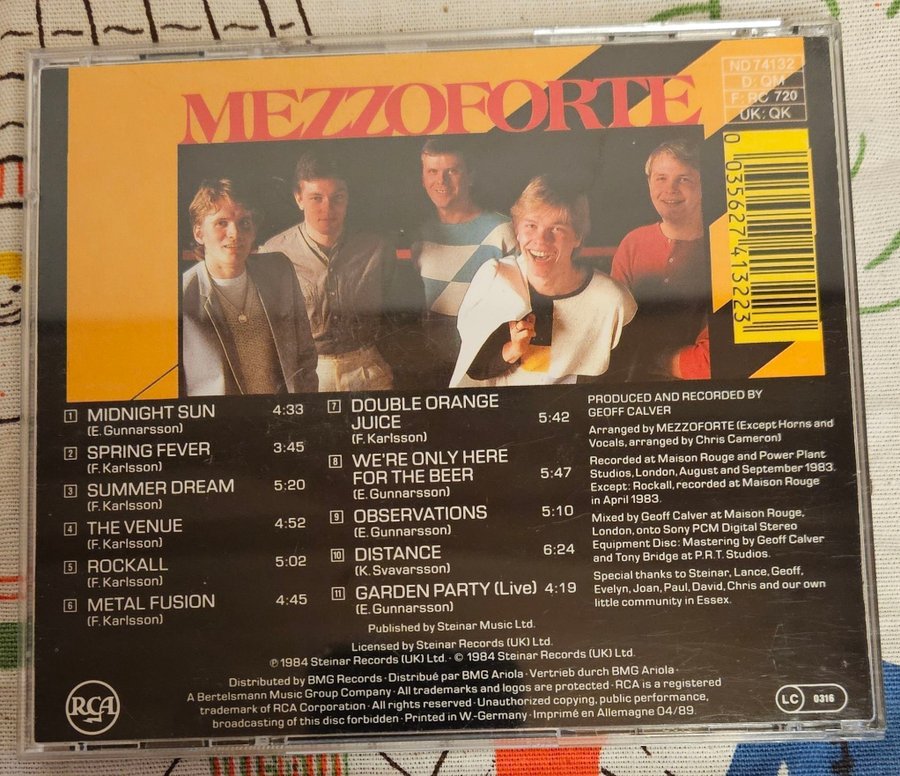 MEZZOFORTE
ND 74132
D: OM
F: RC 720
UK: QK
0 035627 413223
1 MIDNIGHT SUN 4:33
(E. Gunnarsson)
2 SPRING FEVER 3:45
(F. Karlsson)
3 SUMMER DREAM 5:20
(F. Karlsson)
4 THE VENUE 4:52
(F. Karlsson)
5 ROCKALL 5:02
(F. Karlsson)
6 METAL FUSION 4:45
(F. Karlsson)
7 DOUBLE ORANGE
JUICE 5:42
(F. Karlsson)
8 WE'RE ONLY HERE
FOR THE BEER 5:47
(E. Gunnarsson)
9 OBSERVATIONS 5:10
(E. Gunnarsson)
10 DISTANCE 6:24
(K. Svavarsson)
11 GARDEN PARTY (Live) 4:19
(E. Gunnarsson)
PRODUCED AND RECORDED BY
GEOFF CALVER
Arranged by MEZZOFORTE (Except Horns and
Vocals, arranged by Chris Cameron)
Recorded at Maison Rouge and Power Plant
Studios, London, August and September 1983.
Except: Rockall, recorded at Maison Rouge
in April 1983.
Mixed by Geoff Calver at Maison Rouge,
London, onto Sony PCM Digital Stereo
Equipment Disc: Mastering by Geoff Calver
and Tony Bridge at P.R.T. Studios.
Special thanks to Steinar, Lance, Geoff,
Evelyn, Joan, Paul, David, Chris and our own
little community in Essex.
Published by Steinar Music Ltd.
Licensed by Steinar Records (UK) Ltd.
℗ 1984 Steinar Records (UK) Ltd. · © 1984 Steinar Records (UK) Ltd.
Distributed by BMG Records · Distribué par BMG Ariola · Vertrieb durch BMG Ariola ·
A Bertelsmann Music Group Company · All trademarks and logos are protected · RCA is a registered
trademark of RCA Corporation · All rights reserved · Unauthorized copying, public performance,
broadcasting of this disc forbidden · Printed in W.-Germany · Imprimé en Allemagne 04/89.
RCA
LC 0316